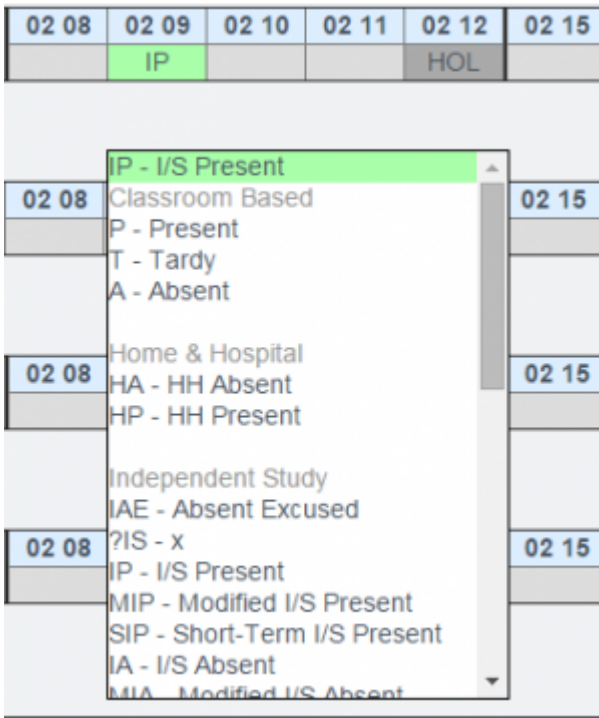 02 08 02 09 02 10 02 11 02 12 02 15
IP HOL
IP - I/S Present
Classroom Based
02 08 02 15
P - Present
T - Tardy
A - Absent
Home & Hospital
02 08 02 15
HA - HH Absent
HP - HH Present
Independent Study
IAE - Absent Excused
02 08 02 15
?IS - x
IP - I/S Present
MIP - Modified I/S Present
SIP - Short-Term I/S Present
IA - I/S Absent
MIA - Modified I/S Absent